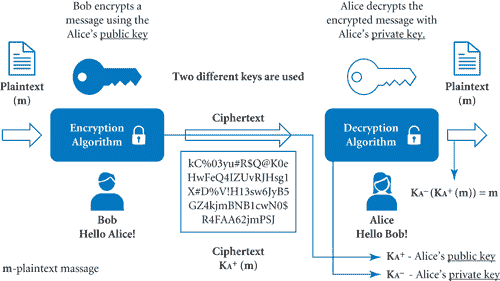 Bob encrypts a
message using the
Alice's public key
Alice decrypts the
encrypted message with
Alice's private key.
Plaintext
(m)
Two different keys are used
Plaintext
(m)
Encryption
Algorithm
Ciphertext
Decryption
Algorithm
kC%03yu#R$Q@K0e
HwFeQ4IZUvRJHsg1
X#D%V!H13sw6JyB5
GZ4kjmBNB1cwN0$
R4FAA62jmPSJ
KA⁻(KA⁺(m)) = m
Bob
Hello Alice!
Alice
Hello Bob!
Ciphertext
KA⁺ (m)
KA⁺ - Alice's public key
m-plaintext massage
KA⁻ - Alice's private key